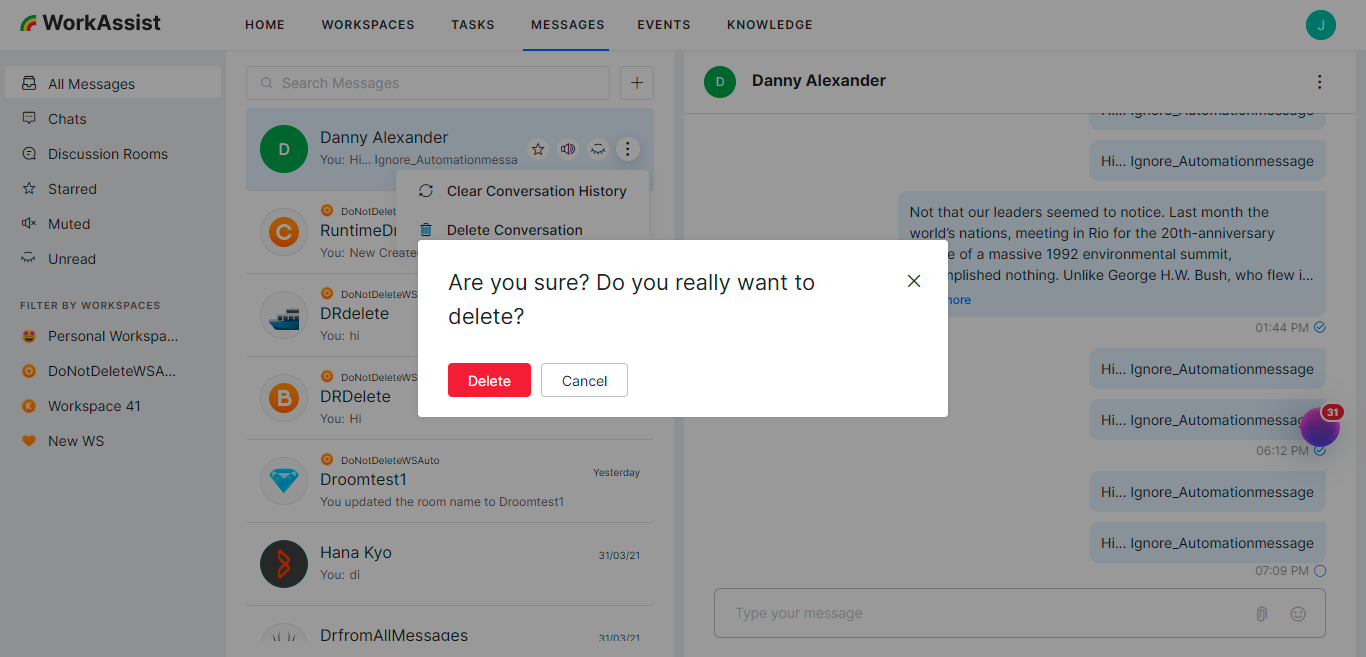 WorkAssist
HOME WORKSPACES TASKS MESSAGES EVENTS KNOWLEDGE
J
All Messages
Chats
Discussion Rooms
Starred
Muted
Unread
FILTER BY WORKSPACES
Personal Workspa...
DoNotDeleteWSA...
K
Workspace 41
New WS
Search Messages
D
Danny Alexander
You: Hi... Ignore_Automationmessa
Clear Conversation History
Delete Conversation
C
DoNotDelet
RuntimeDr
You: New Create
DoNotDeleteWS
DRdelete
You: hi
B
DoNotDeleteWS
DRDelete
You: Hi
DoNotDeleteWSAuto
Droomtest1
Yesterday
You updated the room name to Droomtest1
Hana Kyo
31/03/21
You: di
DrfromAllMessages
31/03/21
Are you sure? Do you really want to
delete?
Delete
Cancel
D
Danny Alexander
Hi... Ignore_Automationmessage
Hi... Ignore_Automationmessage
Not that our leaders seemed to notice. Last month the
world's nations, meeting in Rio for the 20th-anniversary
e of a massive 1992 environmental summit,
mplished nothing. Unlike George H.W. Bush, who flew i...
more
01:44 PM
Hi... Ignore_Automationmessage
Hi... Ignore_Automationmessag
31
06:12 PM
Hi... Ignore_Automationmessage
Hi... Ignore_Automationmessage
07:09 PM
Type your message